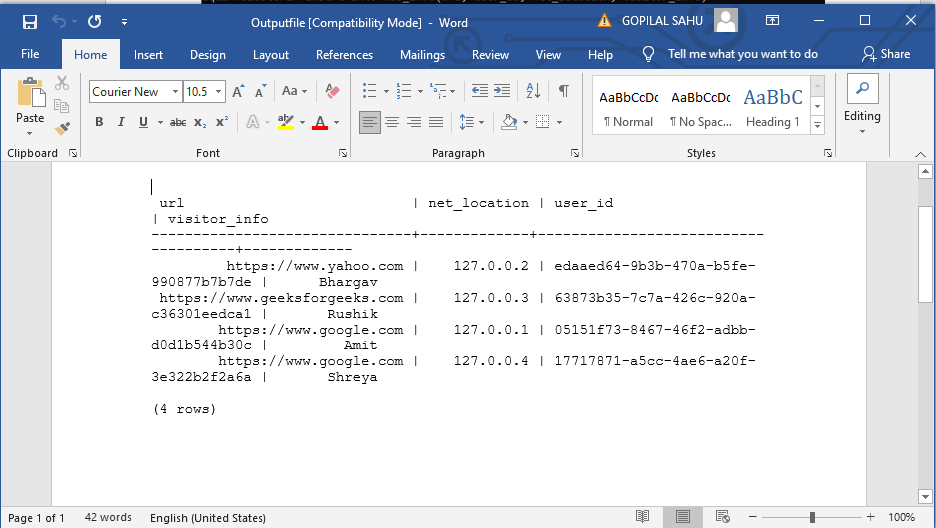 Outputfile [Compatibility Mode] - Word
GOPILAL SAHU
File Home Insert Draw Design Layout References Mailings Review View Help Tell me what you want to do Share
Courier New 10.5 A A Aa A
Paste
B I U abc x2 x2 A aby A
AaBbCcDc AaBbCcDc AaBbC
¶ Normal ¶ No Spac... Heading 1
Editing
Clipboard Font Paragraph Styles
url | net_location | user_id
| visitor_info
-------------------------------+-------------+---------------------------
----------+-------------
https://www.yahoo.com | 127.0.0.2 | edaaed64-9b3b-470a-b5fe-
990877b7b7de | Bhargav
https://www.geeksforgeeks.com | 127.0.0.3 | 63873b35-7c7a-426c-920a-
c36301eedca1 | Rushik
https://www.google.com | 127.0.0.1 | 05151f73-8467-46f2-adbb-
d0d1b544b30c | Amit
https://www.google.com | 127.0.0.4 | 17717871-a5cc-4ae6-a20f-
3e322b2f2a6a | Shreya
(4 rows)
Page 1 of 1 42 words English (United States) 100%